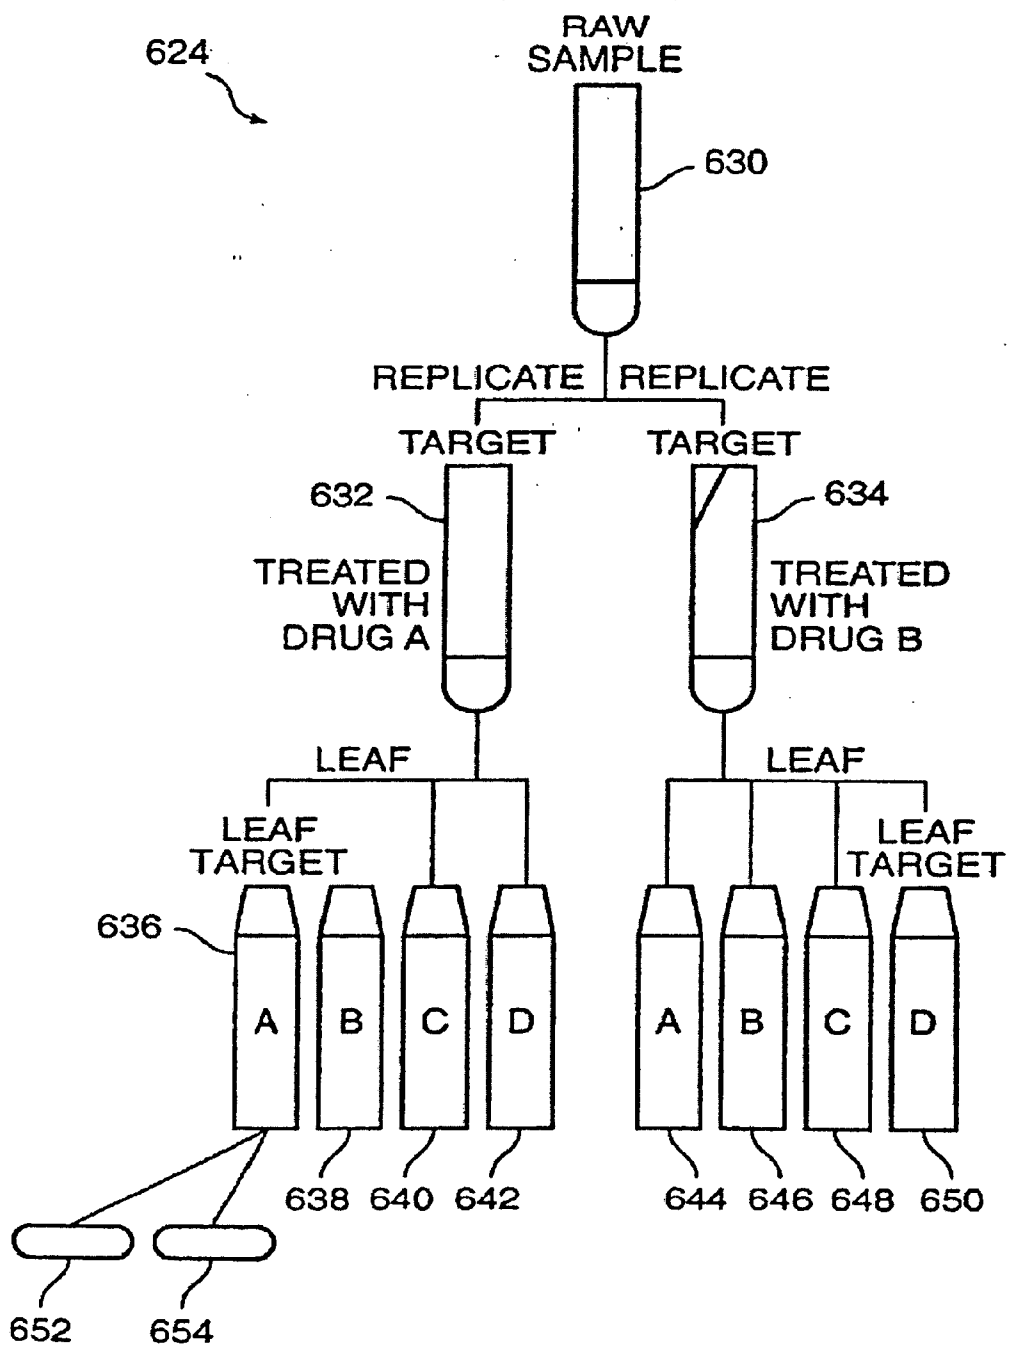 RAW
SAMPLE
624
630
REPLICATE REPLICATE
TARGET TARGET
632 634
TREATED
WITH
DRUG A
TREATED
WITH
DRUG B
LEAF LEAF
LEAF
TARGET
LEAF
TARGET
636
A B C D A B C D
638 640 642 644 646 648 650
652 654